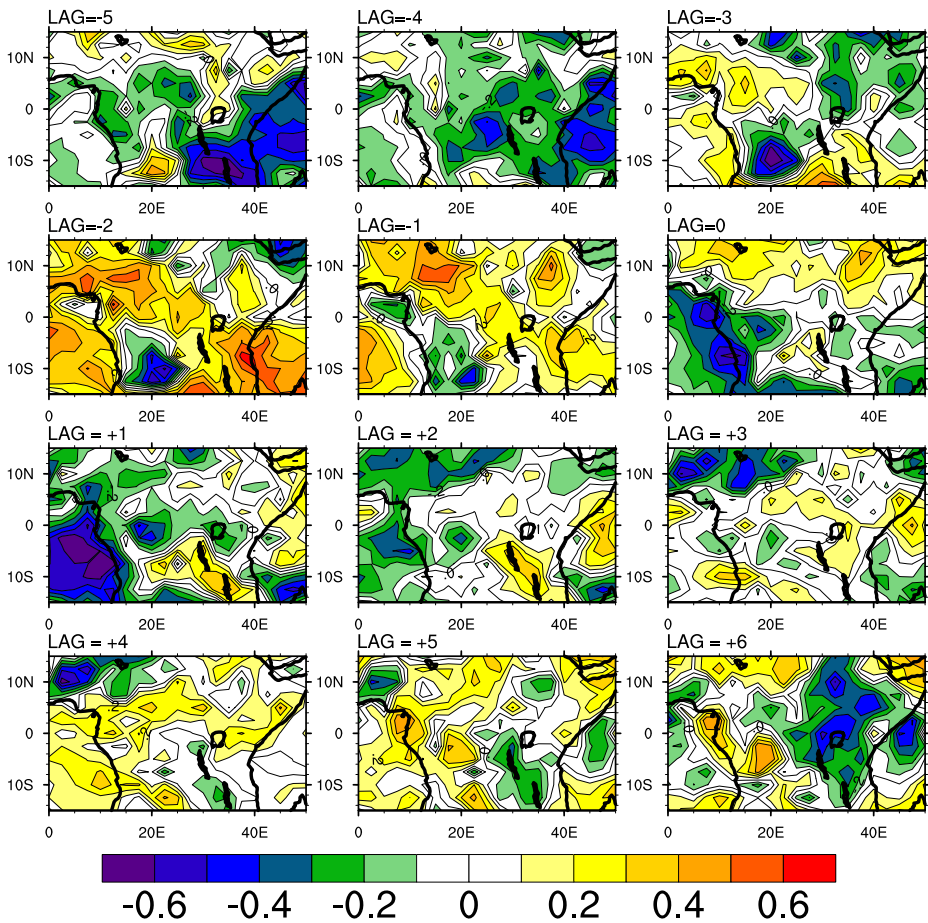 LAG=-5 LAG=-4 LAG=-3
10N 10N 10N
0 0 0
10S 10S 10S
0 20E 40E 0 20E 40E 0 20E 40E
LAG=-2 LAG=-1 LAG=0
10N 10N 10N
0 0 0
10S 10S 10S
0 20E 40E 0 20E 40E 0 20E 40E
LAG = +1 LAG = +2 LAG = +3
10N 10N 10N
0 0 0
10S 10S 10S
0 20E 40E 0 20E 40E 0 20E 40E
LAG = +4 LAG = +5 LAG = +6
10N 10N 10N
0 0 0
10S 10S 10S
0 20E 40E 0 20E 40E 0 20E 40E
-0.6 -0.4 -0.2 0 0.2 0.4 0.6